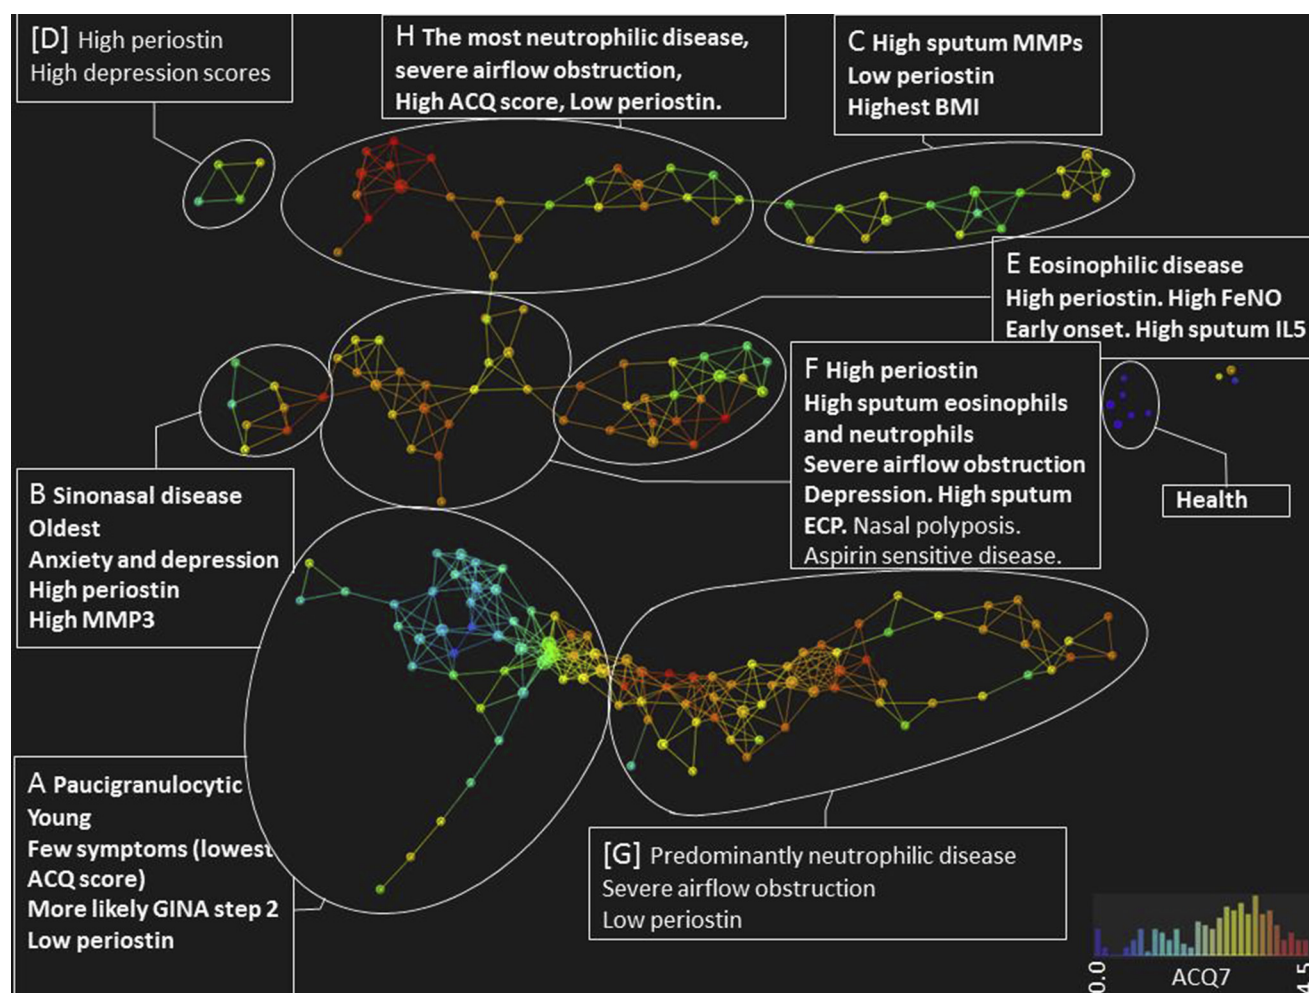 [D] High periostin
High depression scores
H The most neutrophilic disease,
severe airflow obstruction,
High ACQ score, Low periostin.
C High sputum MMPs
Low periostin
Highest BMI
E Eosinophilic disease
High periostin. High FeNO
Early onset. High sputum IL5
F High periostin
High sputum eosinophils
and neutrophils
Severe airflow obstruction
Depression. High sputum
ECP. Nasal polyposis.
Aspirin sensitive disease.
Health
B Sinonasal disease
Oldest
Anxiety and depression
High periostin
High MMP3
A Paucigranulocytic
Young
Few symptoms (lowest
ACQ score)
More likely GINA step 2
Low periostin
[G] Predominantly neutrophilic disease
Severe airflow obstruction
Low periostin
0.0
ACQ7
4.5